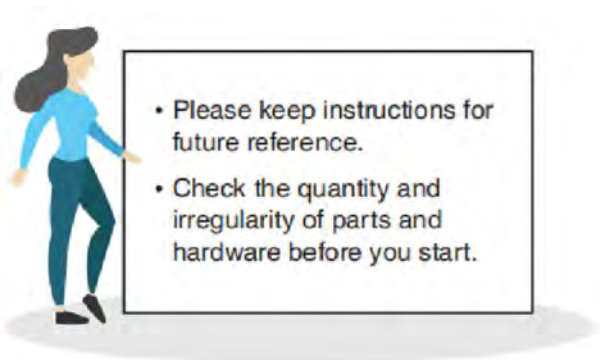 • Please keep instructions for
future reference.
• Check the quantity and
irregularity of parts and
hardware before you start.